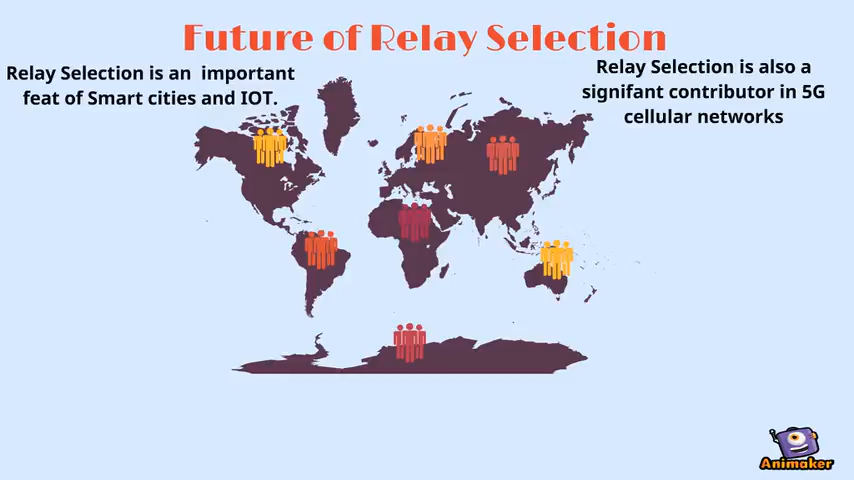 Future of Relay Selection
Relay Selection is an important
feat of Smart cities and IOT.
Relay Selection is also a
signifant contributor in 5G
cellular networks
Animaker